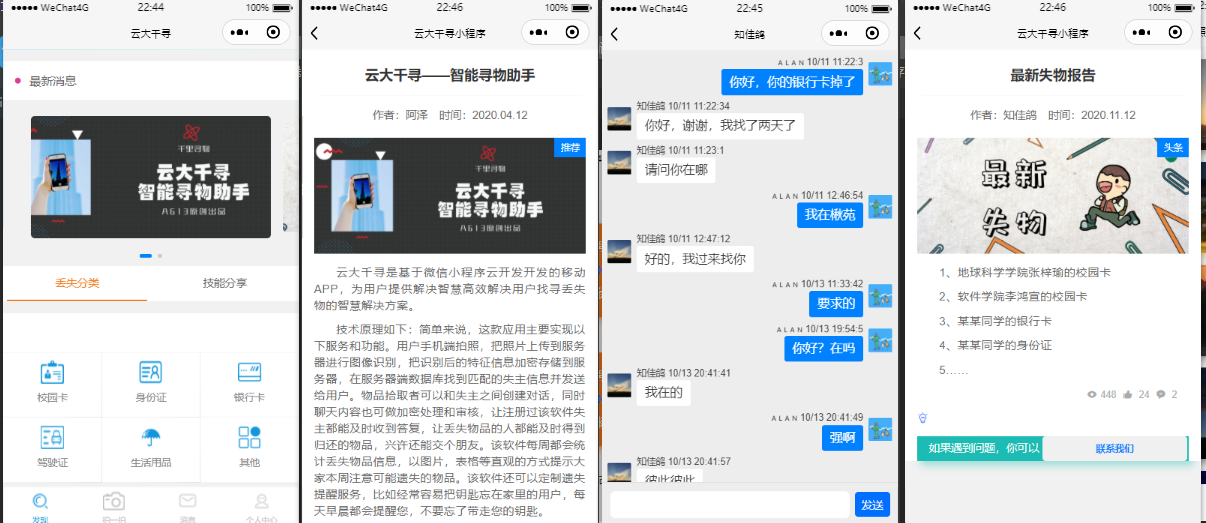 ●●●●● WeChat4G 22:44 100%
云大千寻
最新消息
千里寻物
云大千寻
智能寻物助手
A613原创出品
丢失分类 技能分享
校园卡 身份证 银行卡
驾驶证 生活用品 其他
发现 拍一拍 消息 个人中心
●●●●● WeChat4G 22:46 100%
云大千寻小程序
云大千寻——智能寻物助手
作者：阿泽 时间：2020.04.12
推荐
千里寻物
云大千寻
智能寻物助手
A613原创出品
云大千寻是基于微信小程序云开发开发的移动
APP，为用户提供解决智慧高效解决用户找寻丢失
物的智慧解决方案。
技术原理如下：简单来说，这款应用主要实现以
下服务和功能。用户手机端拍照，把照片上传到服务
器进行图像识别，把识别后的特征信息加密存储到服
务器，在服务器端数据库找到匹配的失主信息并发送
给用户。物品拾取者可以和失主之间创建对话，同时
聊天内容也可做加密处理和审核，让注册过该软件失
主都能及时收到答复，让丢失物品的人都能及时得到
归还的物品，兴许还能交个朋友。该软件每周都会统
计丢失物品信息，以图片，表格等直观的方式提示大
家本周注意可能遗失的物品。该软件还可以定制遗失
提醒服务，比如经常容易把钥匙忘在家里的用户，每
天早晨都会提醒您，不要忘了带走您的钥匙。
●●●●● WeChat4G 22:45 100%
知佳鸽
ALAN 10/11 11:22:3
你好，你的银行卡掉了
知佳鸽 10/11 11:22:34
你好，谢谢，我找了两天了
知佳鸽 10/11 11:23:1
请问你在哪
ALAN 10/11 12:46:54
我在楸苑
知佳鸽 10/11 12:47:12
好的，我过来找你
ALAN 10/13 11:33:42
要求的
ALAN 10/13 19:54:5
你好？在吗
知佳鸽 10/13 20:41:41
我在的
ALAN 10/13 20:41:49
强啊
知佳鸽 10/13 20:41:57
彼此彼此
发送
●●●●● WeChat4G 22:46 100%
云大千寻小程序
最新失物报告
作者：知佳鸽 时间：2020.11.12
头条
最新
失物
1、地球科学学院张梓瑜的校园卡
2、软件学院李鸿宣的校园卡
3、某某同学的银行卡
4、某某同学的身份证
5……
448 24 2
如果遇到问题，你可以 联系我们